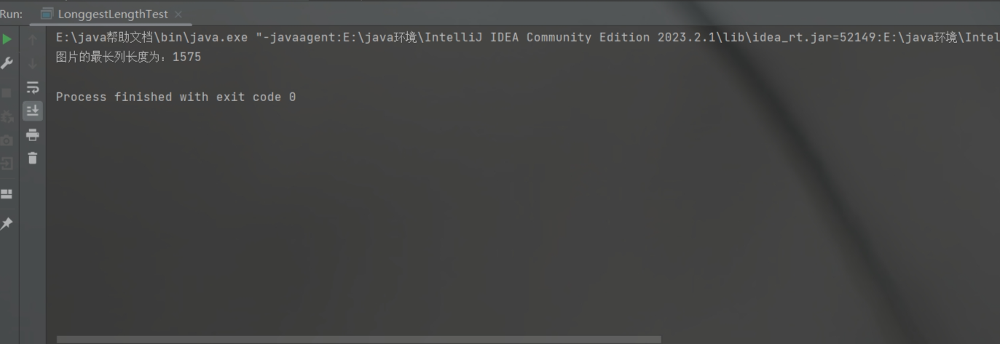 Run:
LonggestLengthTest
E:\java帮助文档\bin\java.exe "-javaagent:E:\java环境\IntelliJ IDEA Community Edition 2023.2.1\lib\idea_rt.jar=52149:E:\java环境\Intel
图片的最长列长度为：1575
Process finished with exit code 0